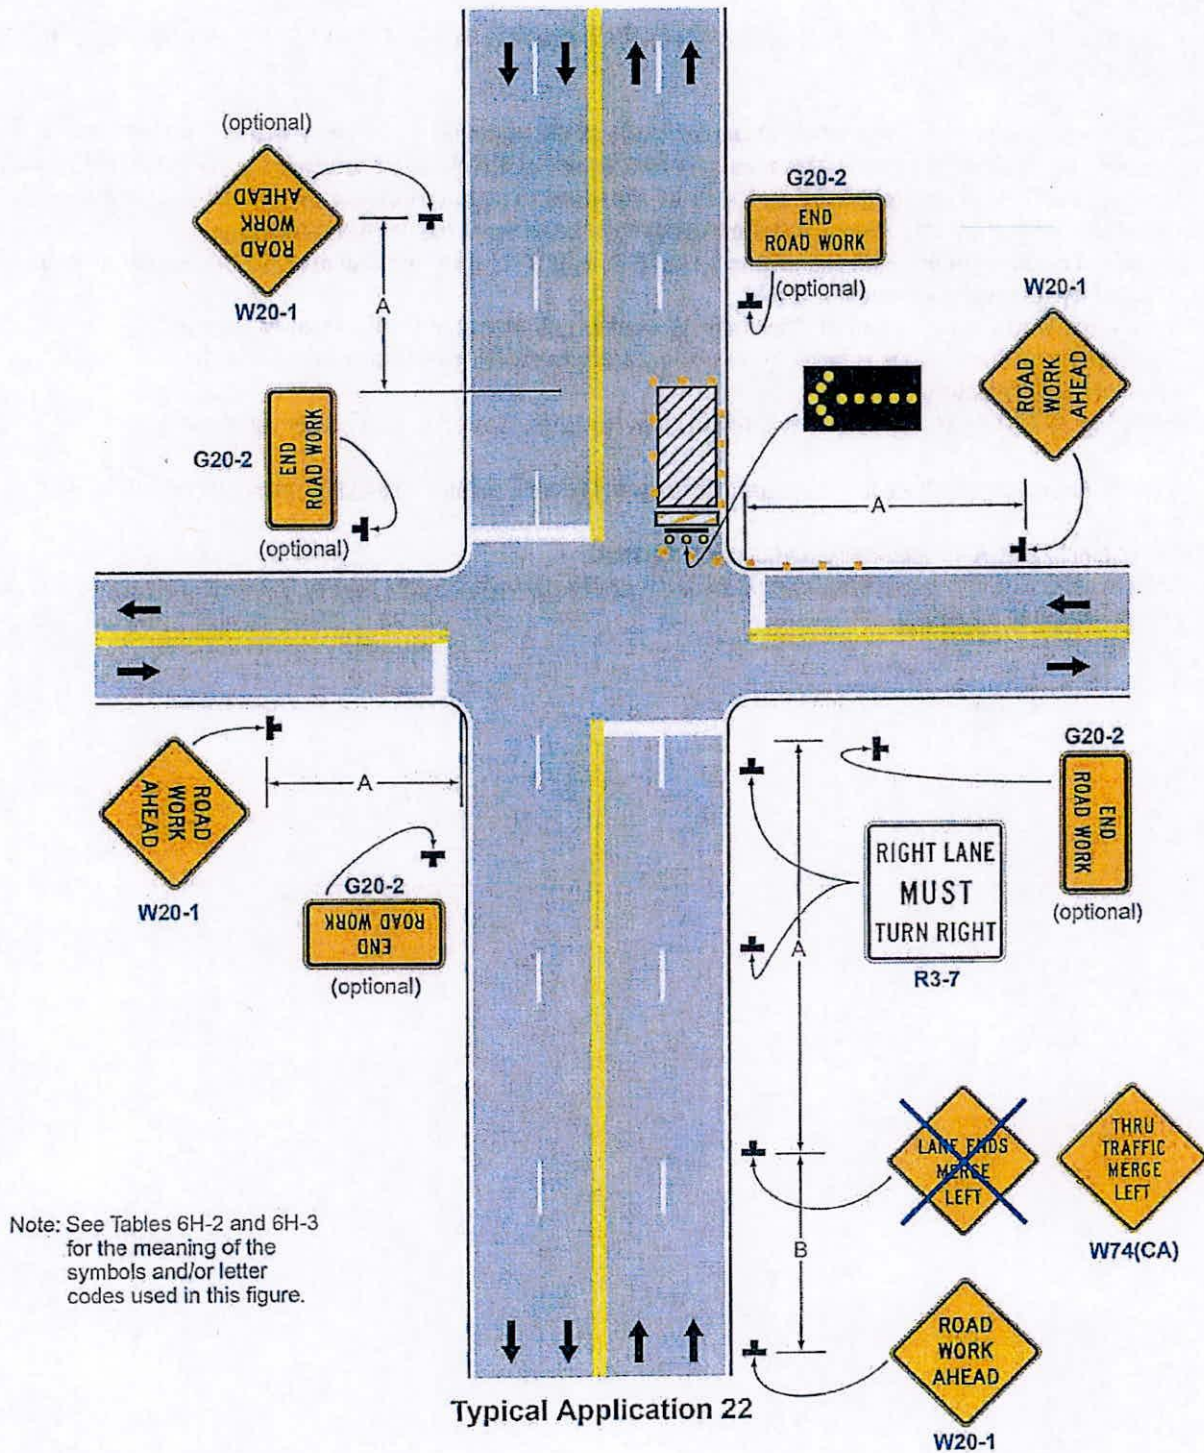 (optional)
ROAD
WORK
AHEAD
W20-1
A
G20-2
END
ROAD WORK
(optional)
W20-1
ROAD
WORK
AHEAD
G20-2
END
ROAD WORK
(optional)
A
A
ROAD
WORK
AHEAD
W20-1
G20-2
END
ROAD WORK
(optional)
G20-2
END
ROAD WORK
(optional)
RIGHT LANE
MUST
TURN RIGHT
R3-7
A
LANE ENDS
MERGE
LEFT
THRU
TRAFFIC
MERGE
LEFT
W74(CA)
B
Note: See Tables 6H-2 and 6H-3
for the meaning of the
symbols and/or letter
codes used in this figure.
ROAD
WORK
AHEAD
W20-1
Typical Application 22